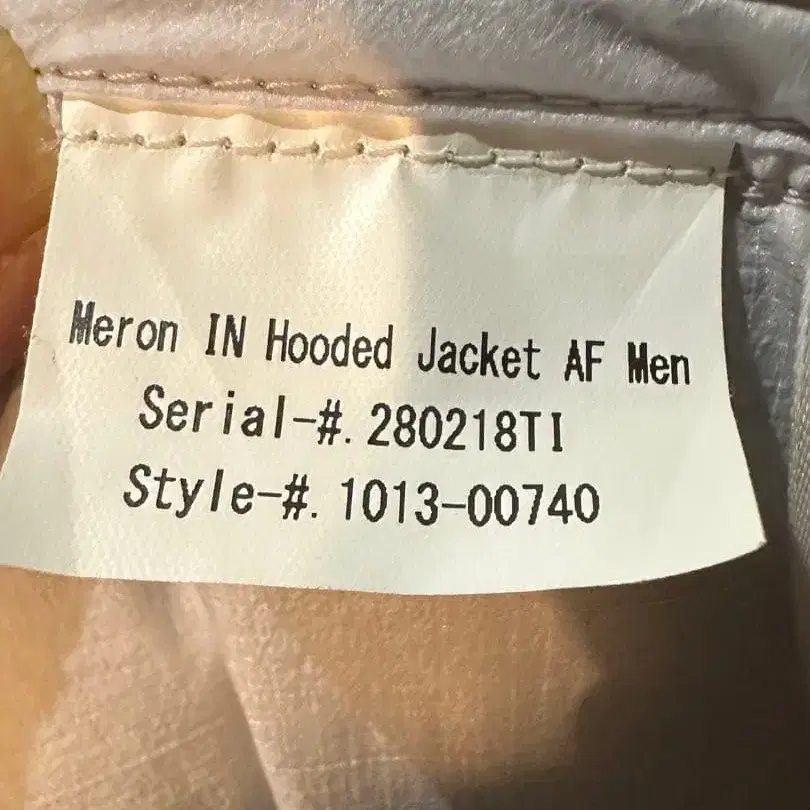 Meron IN Hooded Jacket AF Men
Serial-#. 280218TI
Style-#. 1013-00740